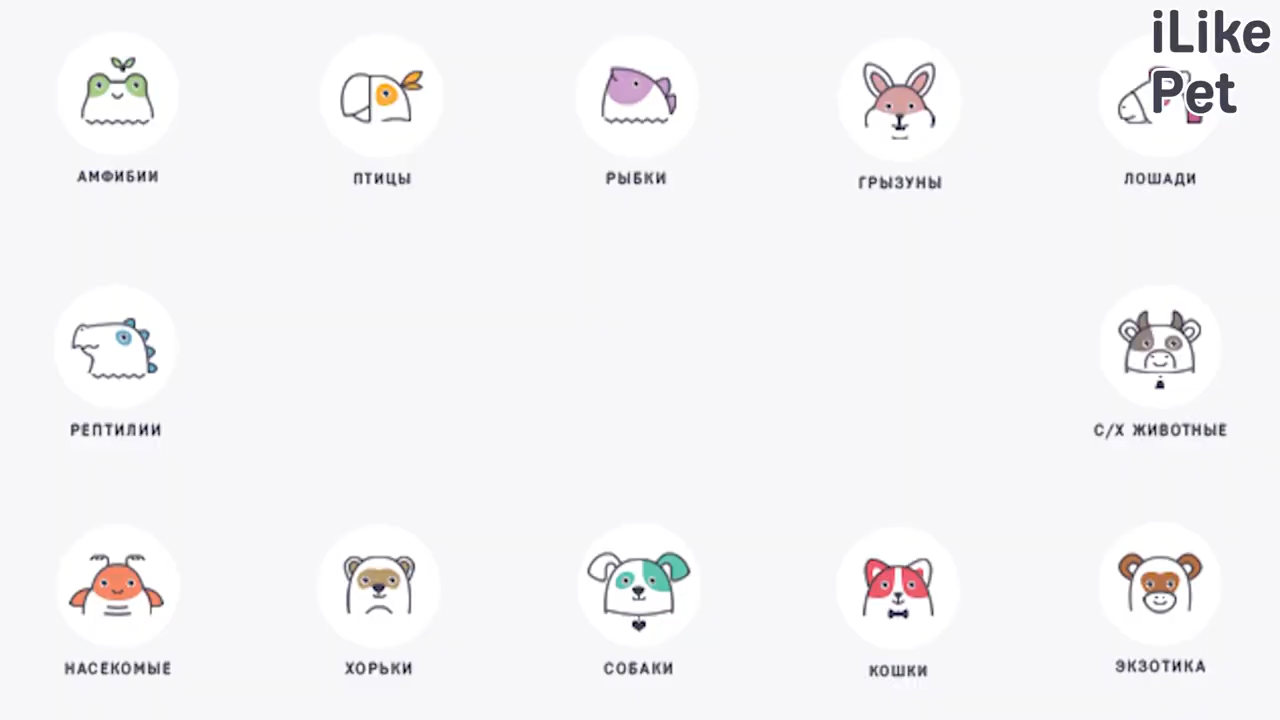 iLike
Pet
АМФИБИИ
ПТИЦЫ
РЫБКИ
ГРЫЗУНЫ
ЛОШАДИ
РЕПТИЛИИ
С/Х ЖИВОТНЫЕ
НАСЕКОМЫЕ
ХОРЬКИ
СОБАКИ
КОШКИ
ЭКЗОТИКА